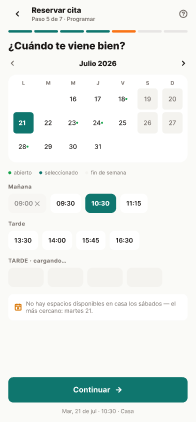 Reservar cita
Paso 5 de 7 · Programar
¿Cuándo te viene bien?
Julio 2026
L M M J V S D
16 17 18 19 20
21 22 23 24 25 26 27
28 29 30 31
abierto seleccionado fin de semana
Mañana
09:00 09:30 10:30 11:15
Tarde
13:30 14:00 15:45 16:30
TARDE · cargando…
No hay espacios disponibles en casa los sábados — el
más cercano: martes 21.
Continuar →
Mar, 21 de jul · 10:30 · Casa